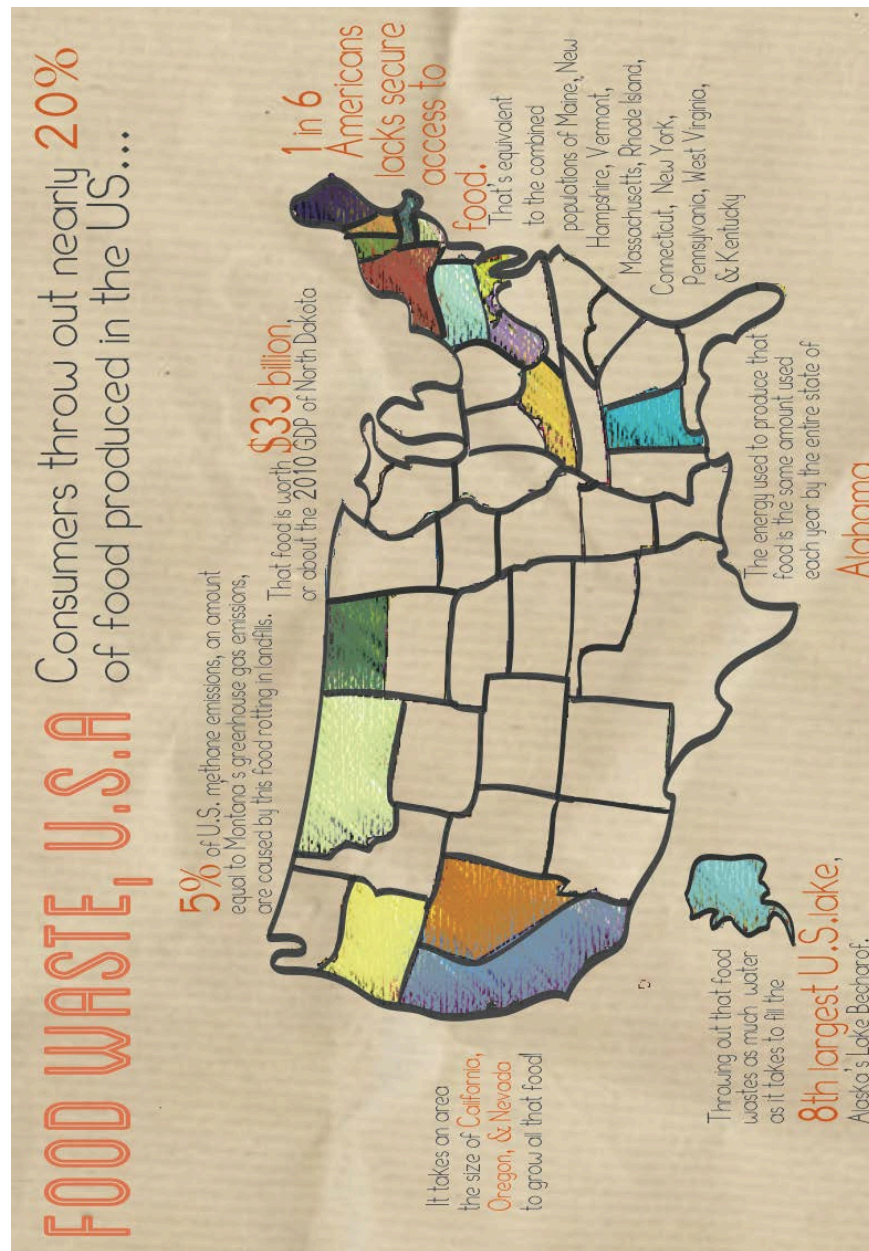 FOOD WASTE, U.S.A
Consumers throw out nearly 20%
of food produced in the US...
5% of U.S. methane emissions, an amount
equal to Montana's greenhouse gas emissions,
are caused by this food rotting in landfills.
That food is worth $33 billion,
or about the 2010 GDP of North Dakota
1 in 6
Americans
lacks secure
access to
food.
That's equivalent
to the combined
populations of Maine, New
Hampshire, Vermont,
Massachusetts, Rhode Island,
Connecticut, New York,
Pennsylvania, West Virginia,
& Kentucky
It takes an area
the size of California,
Oregon, & Nevada
to grow all that food!
Throwing out that food
wastes as much water
as it takes to fill the
8th largest U.S. lake,
Alaska's Lake Becharof.
The energy used to produce that
food is the same amount used
each year by the entire state of
Alabama